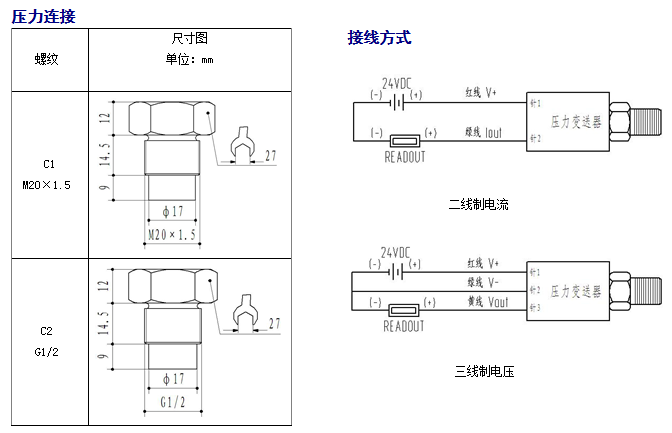 压力连接
螺纹
尺寸图
单位: mm
C1
M20×1.5
12
14.5
9
27
ф17
M20×1.5
C2
G1/2
12
14.5
9
27
ф17
G1/2
接线方式
24VDC
(-) (+) 红线 V+ 针1
压力变送器
(-) (+) 绿线 Iout 针2
READOUT
二线制电流
24VDC
(-) (+) 红线 V+ 针1
绿线 V- 针2 压力变送器
(-) (+) 黄线 Vout 针3
READOUT
三线制电压